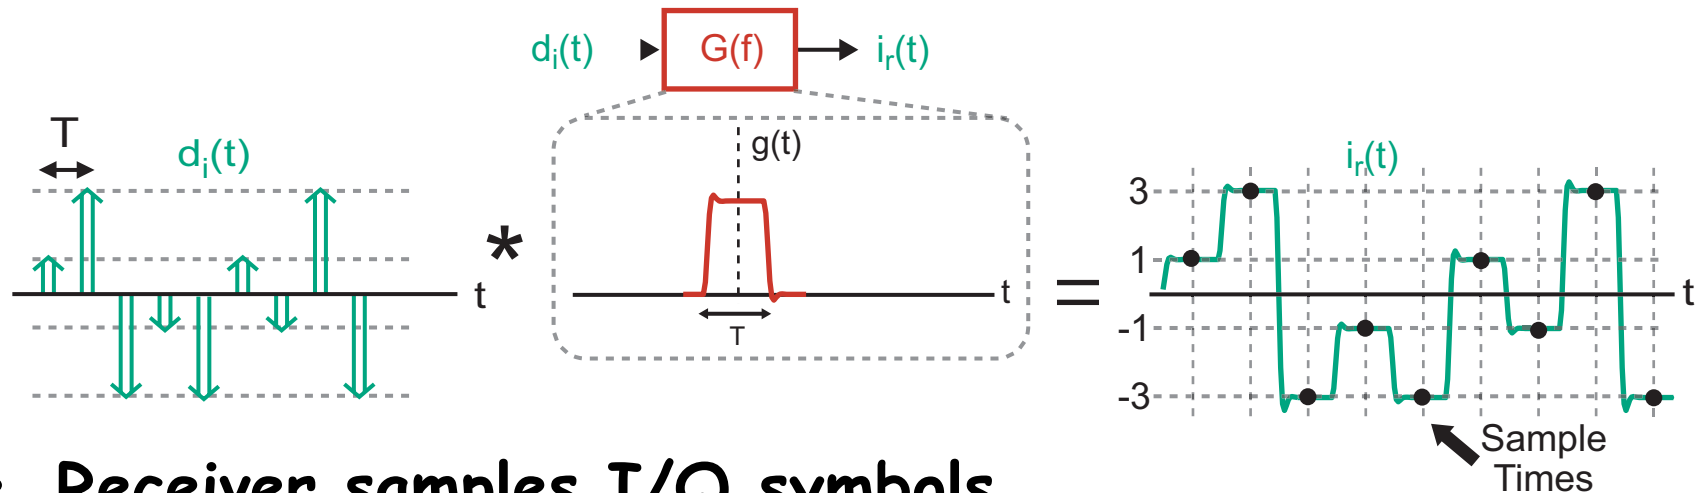 dᵢ(t) G(f) iᵣ(t)
T
dᵢ(t)
t
*
g(t)
t
T
=
iᵣ(t)
3
1
-1
-3
t
Sample
Times
Receiver samples I/Q symbols